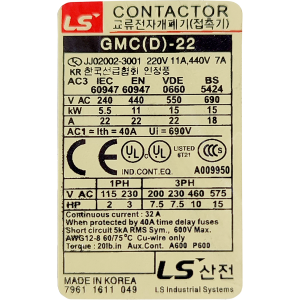 LS CONTACTOR
교류전자개폐기(접촉기)
GMC(D)-22
JJ02002-3001 220V 11A,440V 7A
KR 한국선급협회 인정품
AC3 IEC EN VDE BS
60947 60947 0660 5424
V AC 240 440 550 690
kW 5.5 11 15 15
A 22 22 22 18
AC1=Ith= 40A Ui = 690V
LISTED
6T21
IND.CONT.EQ
A009950
1PH 3PH
V AC 115 230 200 230 460 575
HP 2 3 7.5 7.5 15 15
Continuous current: 32 A
When protected by 40A time delay fuses
Short circuit 5kA RMS Sym., 600V Max.
AWG12-8 60/75°C Cu-wire only
Torque : 20lb.in Aux.Cont. A600 P600
MADE IN KOREA
7961 1611 049
LS 산전
LS Industrial Systems